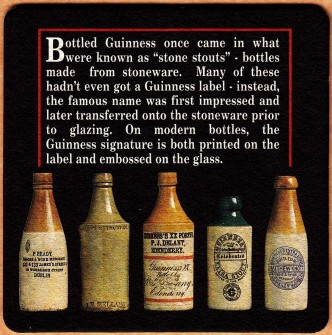 Bottled Guinness once came in what
were known as “stone stouts” - bottles
made from stoneware. Many of these
hadn't even got a Guinness label - instead,
the famous name was first impressed and
later transferred onto the stoneware prior
to glazing. On modern bottles, the
Guinness signature is both printed on the
label and embossed on the glass.
DUBLIN
P. J. DELANY,